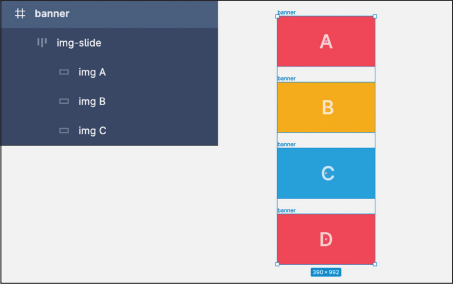 banner
img-slide
img A
img B
img C
banner
A
banner
B
banner
C
banner
D
390 × 992